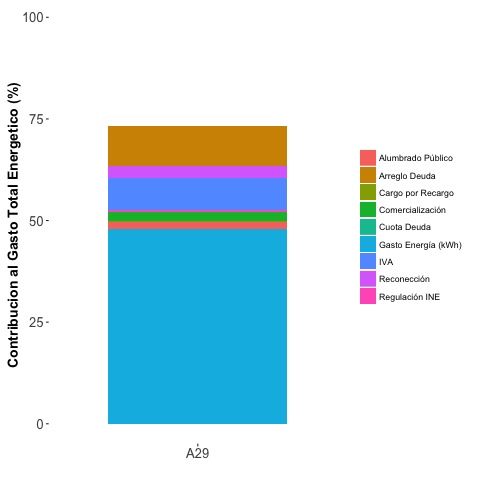 Contribucion al Gasto Total Energetico (%)
100
75
50
25
0
A29
Alumbrado Público
Arreglo Deuda
Cargo por Recargo
Comercialización
Cuota Deuda
Gasto Energía (kWh)
IVA
Reconección
Regulación INE